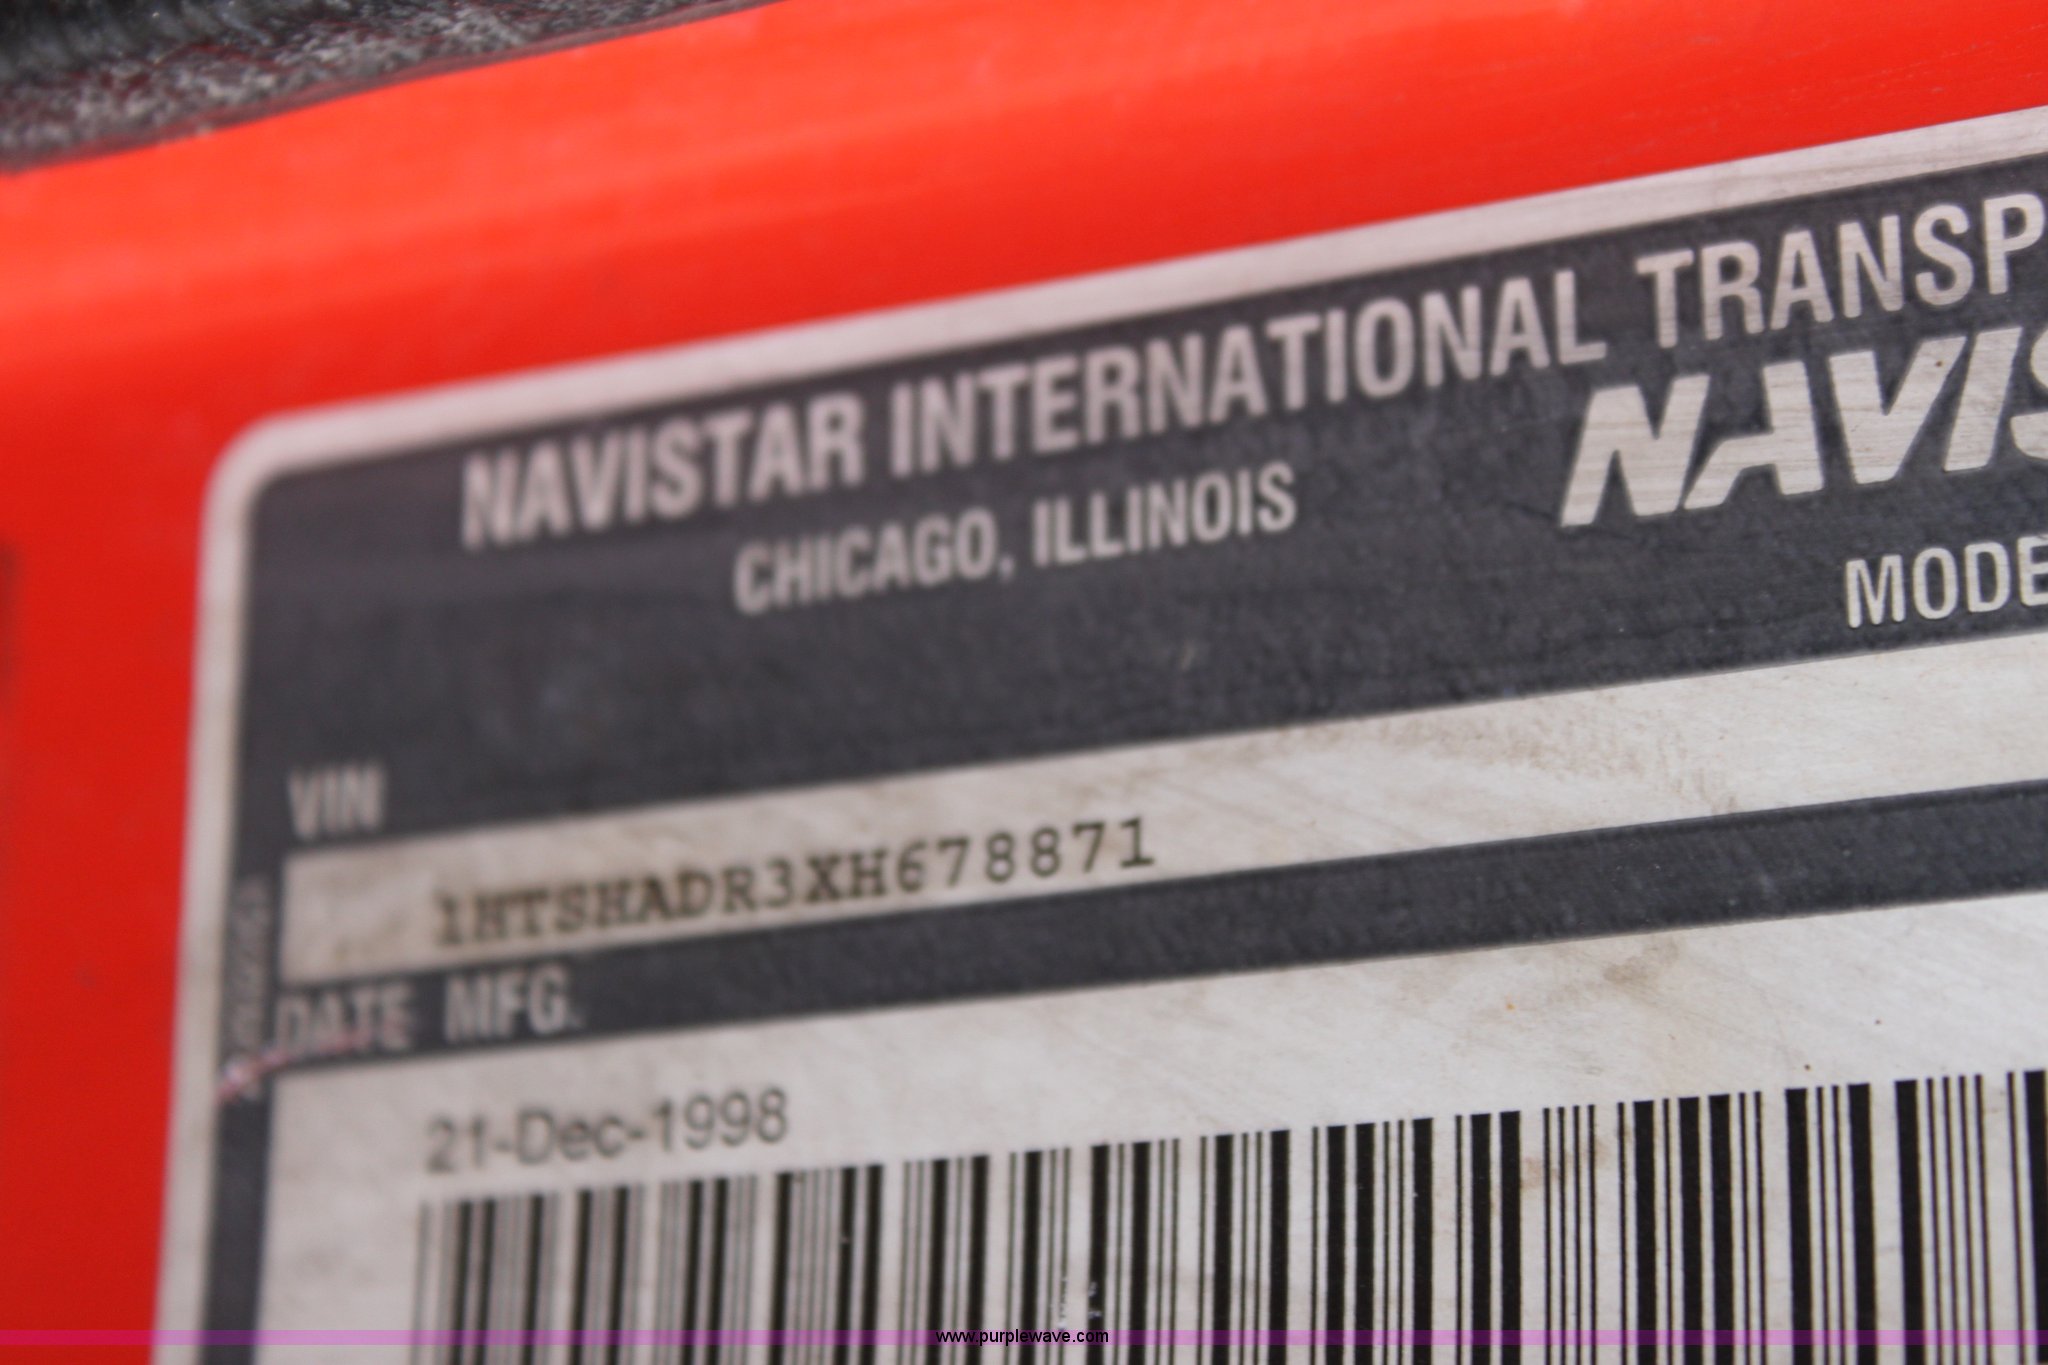 NAVISTAR INTERNATIONAL TRANSP
CHICAGO, ILLINOIS
NAVIS
MODE
VIN
1HTSHADR3XH678871
DATE MFG.
21-Dec-1998
www.purplewave.com